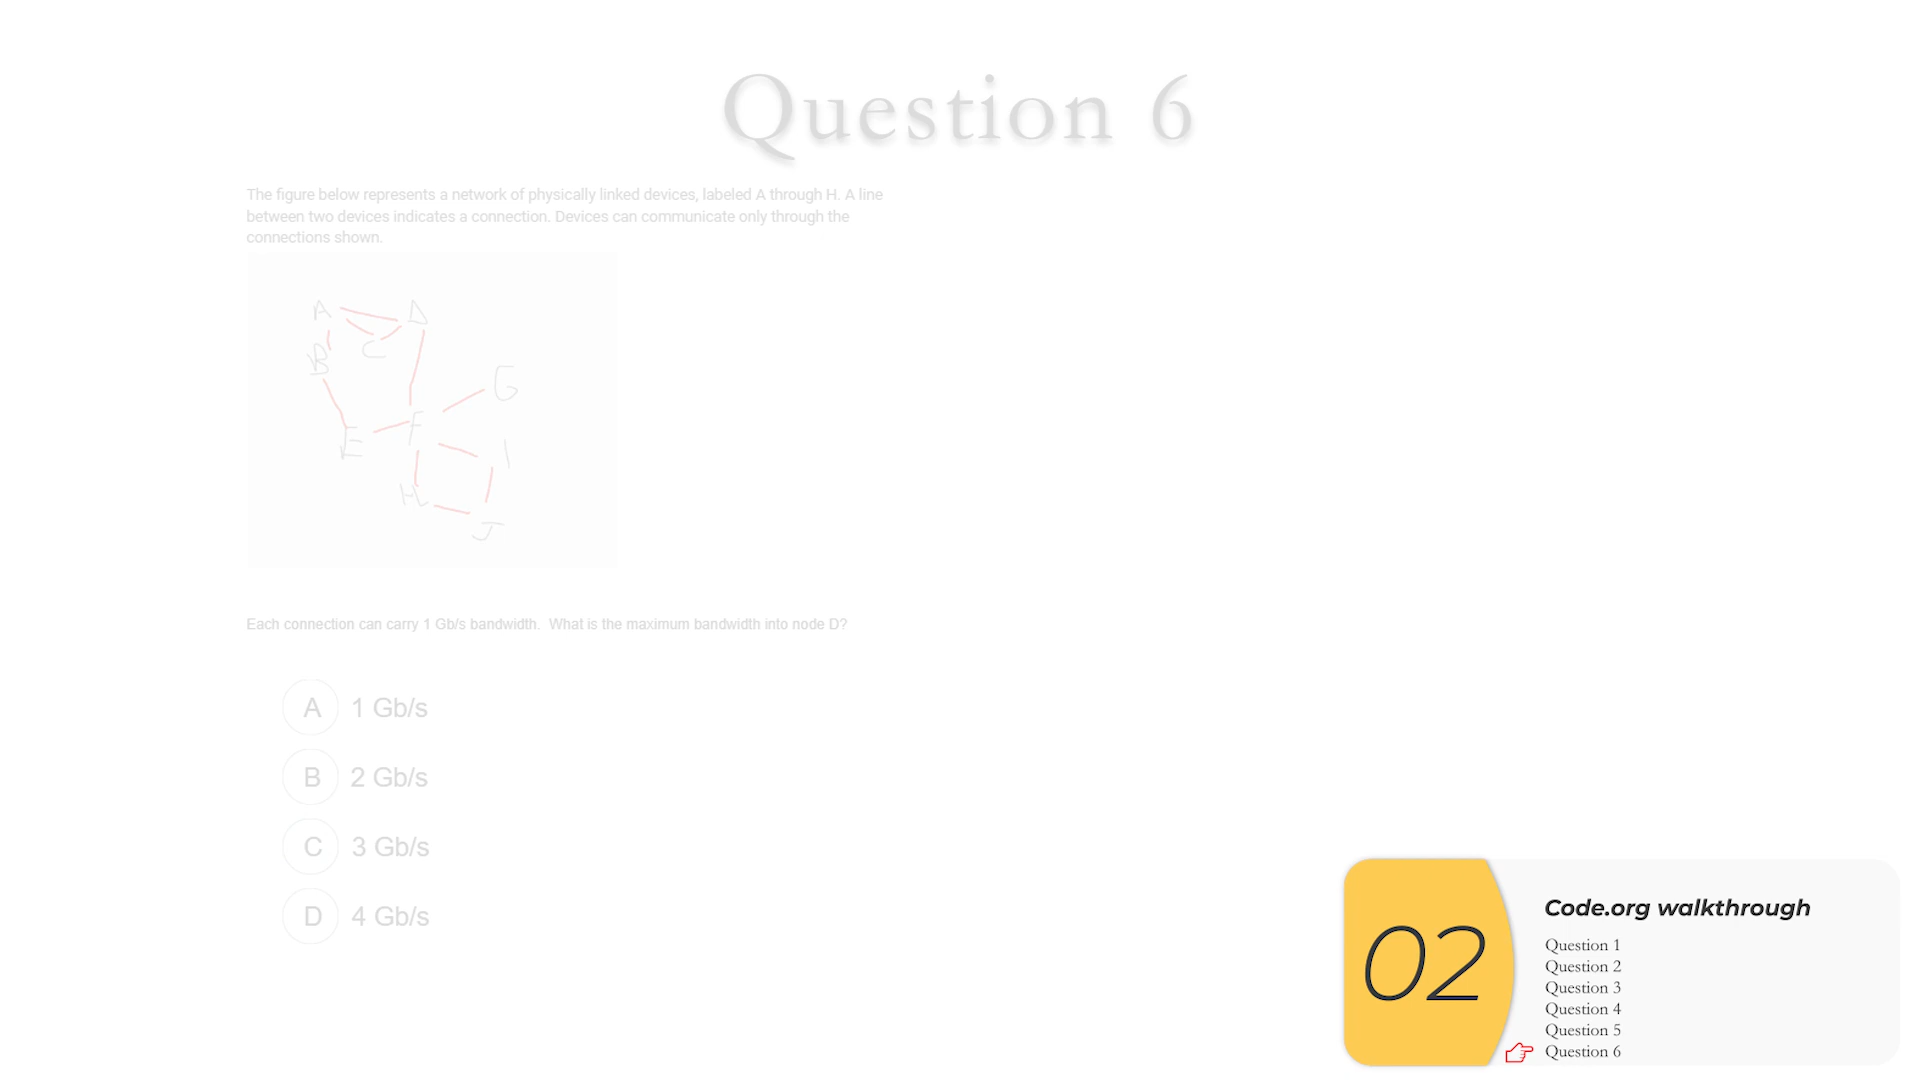 Question 6
The figure below represents a network of physically linked devices, labeled A through H. A line
between two devices indicates a connection. Devices can communicate only through the
connections shown.
A
D
B
C
G
E
F
I
H
J
Each connection can carry 1 Gb/s bandwidth.  What is the maximum bandwidth into node D?
A 1 Gb/s
B 2 Gb/s
C 3 Gb/s
D 4 Gb/s
02
Code.org walkthrough
Question 1
Question 2
Question 3
Question 4
Question 5
Question 6